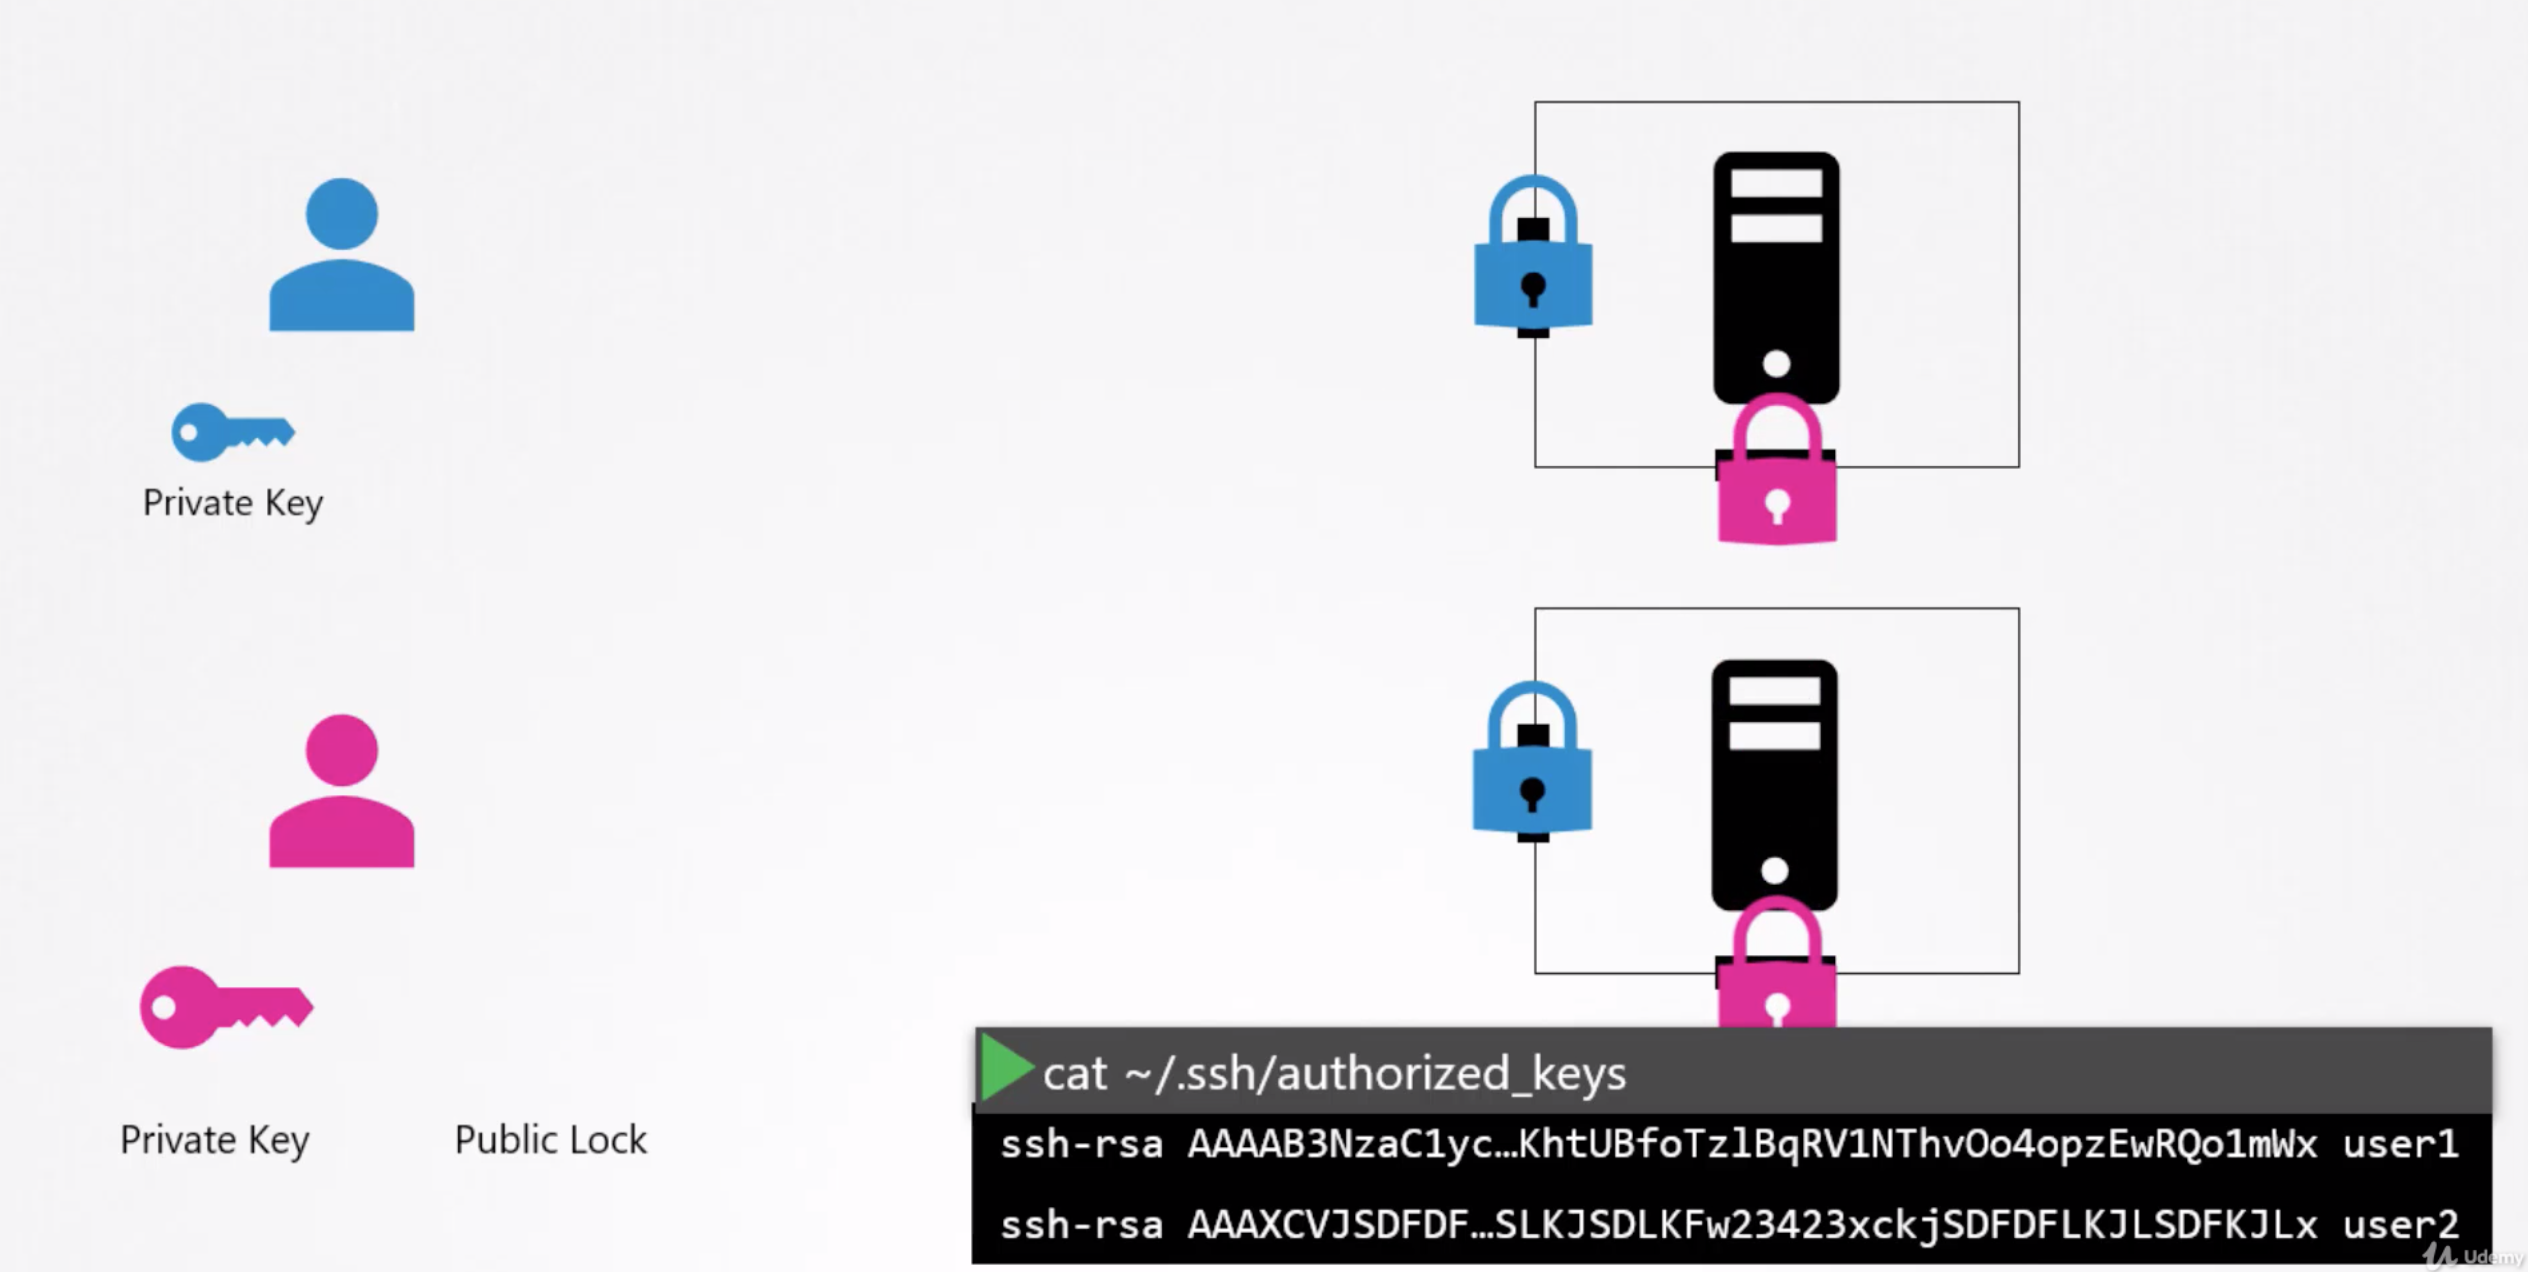 Private Key
Private Key
Public Lock
cat ~/.ssh/authorized_keys
ssh-rsa AAAAB3NzaC1yc…KhtUBfoTzlBqRV1NThvOo4opzEwRQo1mWx user1
ssh-rsa AAAXCVJSDFDF…SLKJSDLKFw23423xckjSDFDFLKJLSDFKJLx user2
Udemy